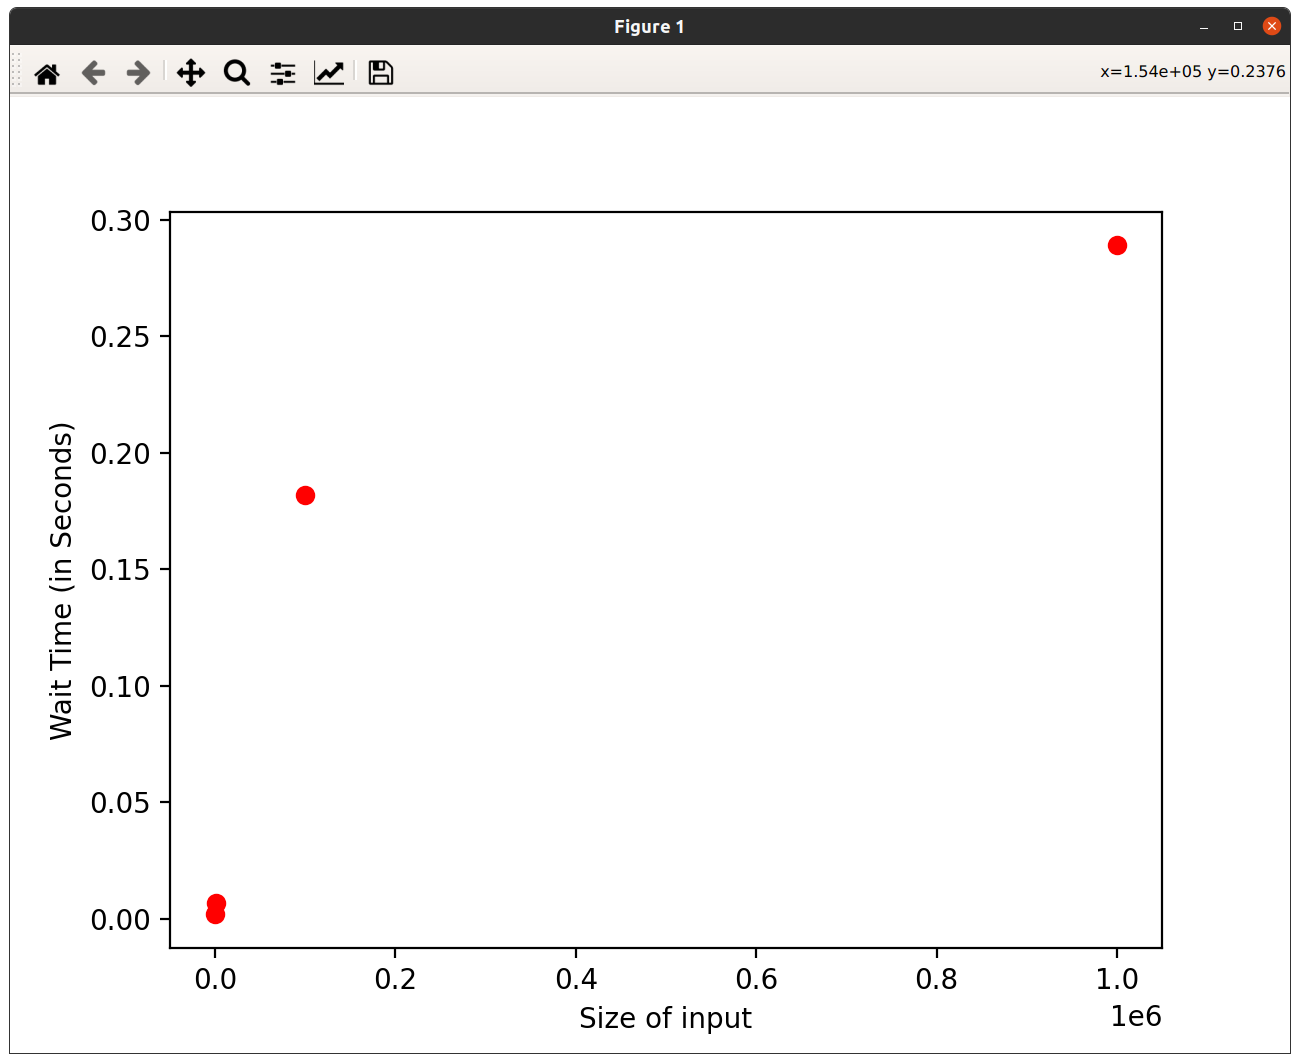 Figure 1
x=1.54e+05 y=0.2376
0.30
0.25
0.20
0.15
0.10
0.05
0.00
Wait Time (in Seconds)
0.0 0.2 0.4 0.6 0.8 1.0
Size of input
1e6